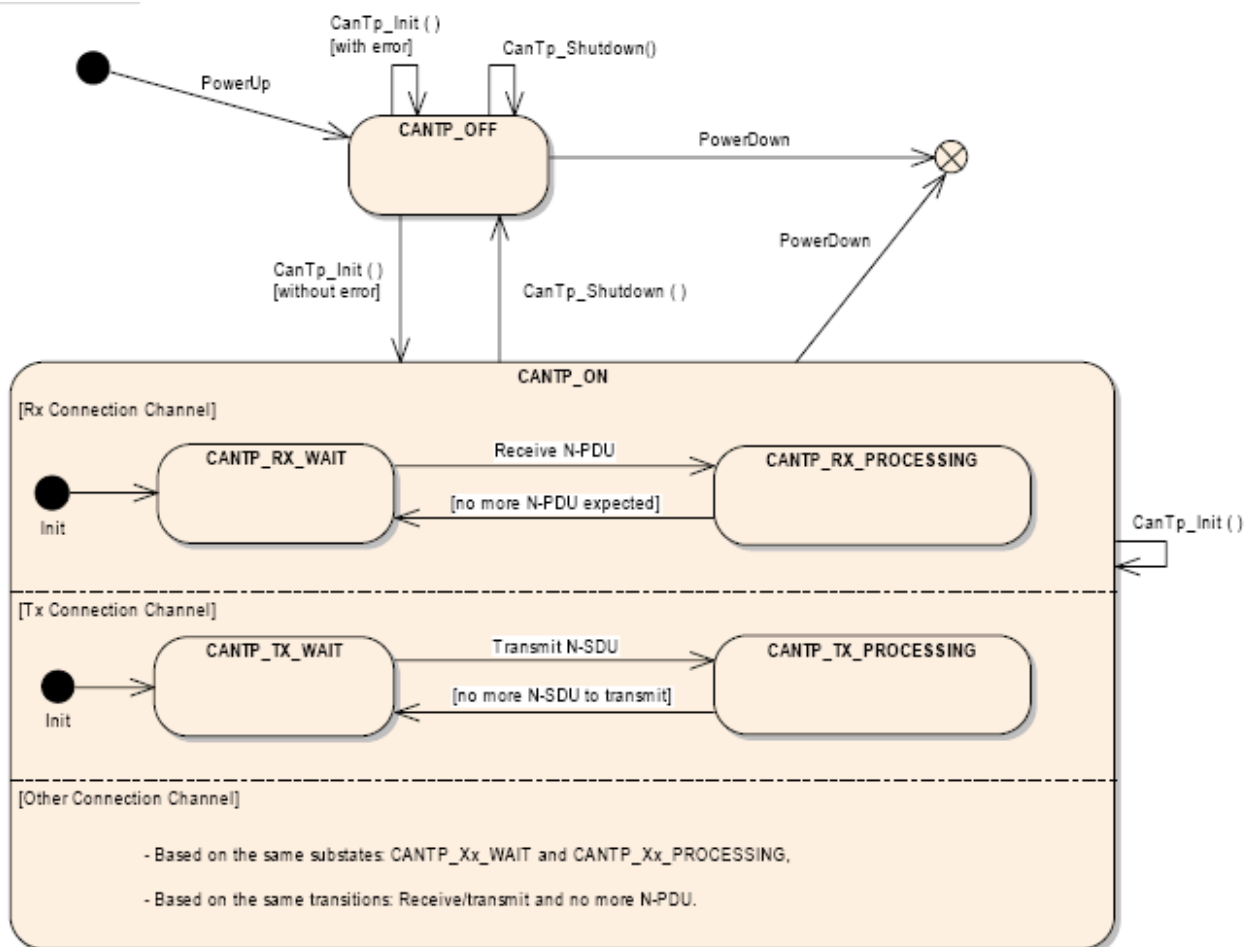 CanTp_Init ( )
[with error]
CanTp_Shutdown()
PowerUp
CANTP_OFF
PowerDown
PowerDown
CanTp_Init ( )
[without error]
CanTp_Shutdown ( )
CANTP_ON
[Rx Connection Channel]
CANTP_RX_WAIT
Receive N-PDU
CANTP_RX_PROCESSING
[no more N-PDU expected]
Init
CanTp_Init ( )
[Tx Connection Channel]
CANTP_TX_WAIT
Transmit N-SDU
CANTP_TX_PROCESSING
[no more N-SDU to transmit]
Init
[Other Connection Channel]
- Based on the same substates: CANTP_Xx_WAIT and CANTP_Xx_PROCESSING,
- Based on the same transitions: Receive/transmit and no more N-PDU.